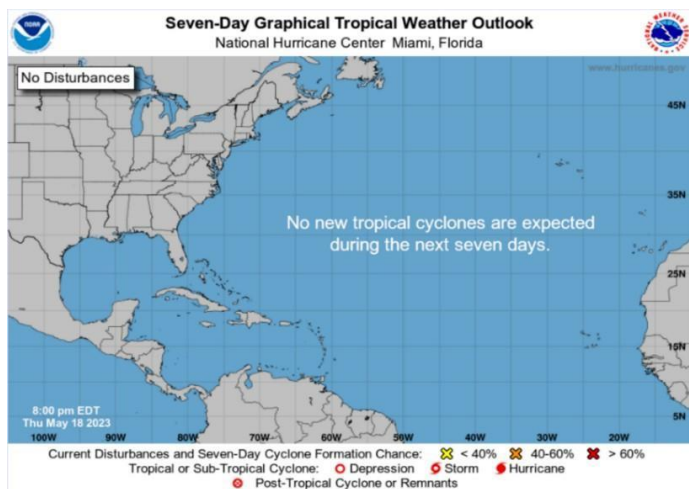 Seven-Day Graphical Tropical Weather Outlook
National Hurricane Center Miami, Florida
NOAA
No Disturbances
www.hurricanes.gov
45N
35N
No new tropical cyclones are expected
during the next seven days.
25N
15N
8:00 pm EDT
Thu May 18 2023
5N
100W 90W 80W 70W 60W 50W 40W 30W 20W
Current Disturbances and Seven-Day Cyclone Formation Chance: < 40% 40-60% > 60%
Tropical or Sub-Tropical Cyclone: Depression Storm Hurricane
Post-Tropical Cyclone or Remnants